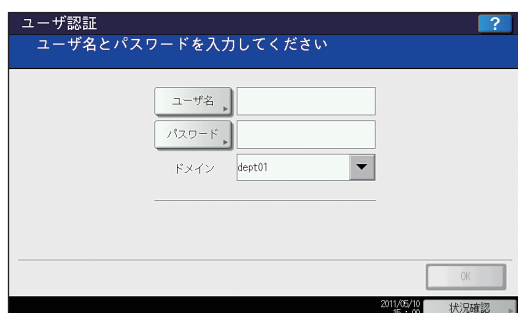 ユーザ認証
?
ユーザ名とパスワードを入力してください
ユーザ名
パスワード
ドメイン dept01
OK
2011/05/10
15 : 00
状況確認